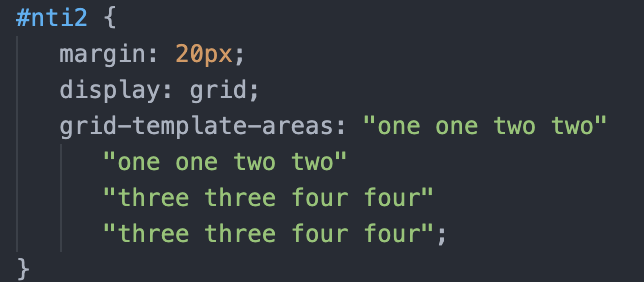 #nti2 {
margin: 20px;
display: grid;
grid-template-areas: "one one two two"
"one one two two"
"three three four four"
"three three four four";
}